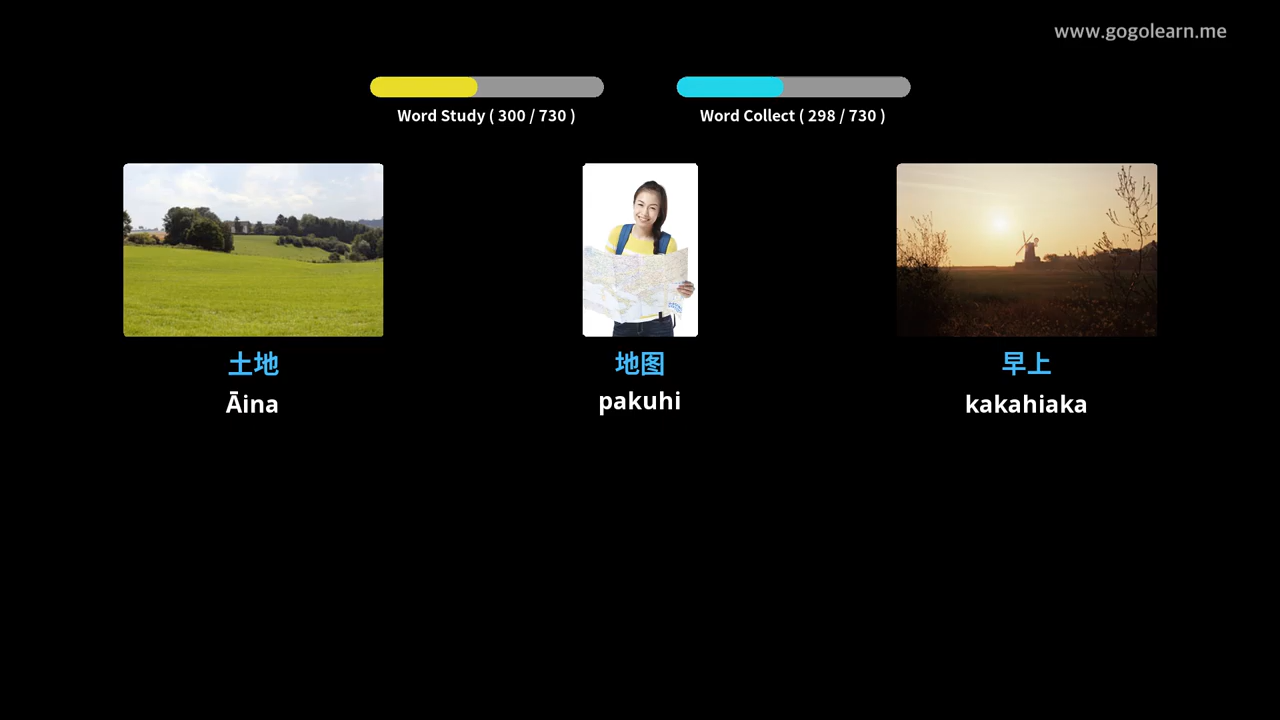 www.gogolearn.me
Word Study ( 300 / 730 )
Word Collect ( 298 / 730 )
土地
地图
早上
Āina
pakuhi
kakahiaka